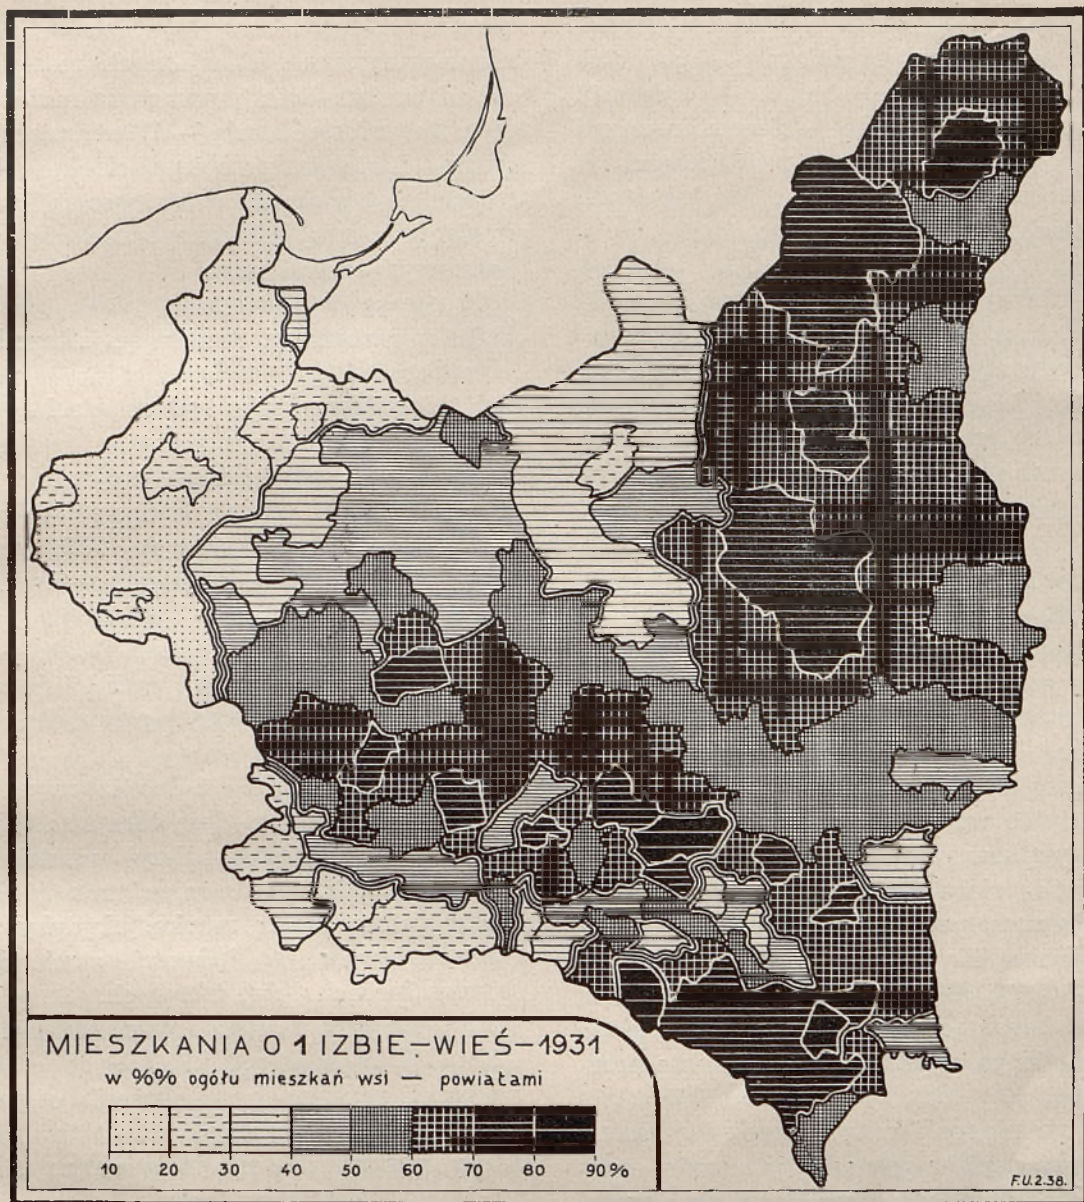 MIESZKANIA O 1 IZBIE–WIEŚ–1931
w %% ogółu mieszkań wsi — powiatami
10 20 30 40 50 60 70 80 90 %
F.U.2.38.